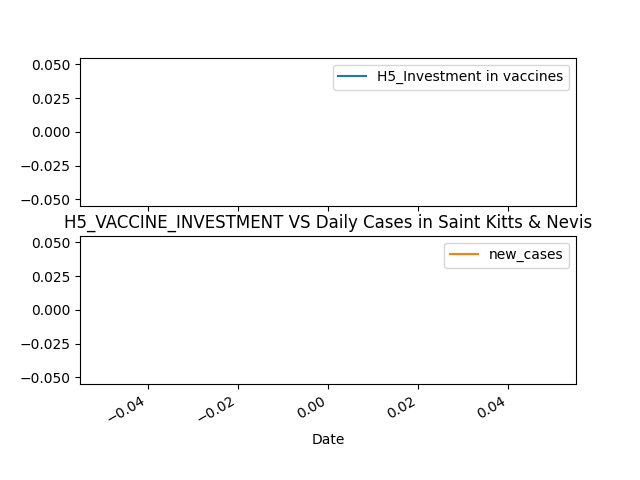 0.050
H5_Investment in vaccines
0.025
0.000
−0.025
−0.050
H5_VACCINE_INVESTMENT VS Daily Cases in Saint Kitts & Nevis
0.050
new_cases
0.025
0.000
−0.025
−0.050
−0.04 −0.02 0.00 0.02 0.04
Date